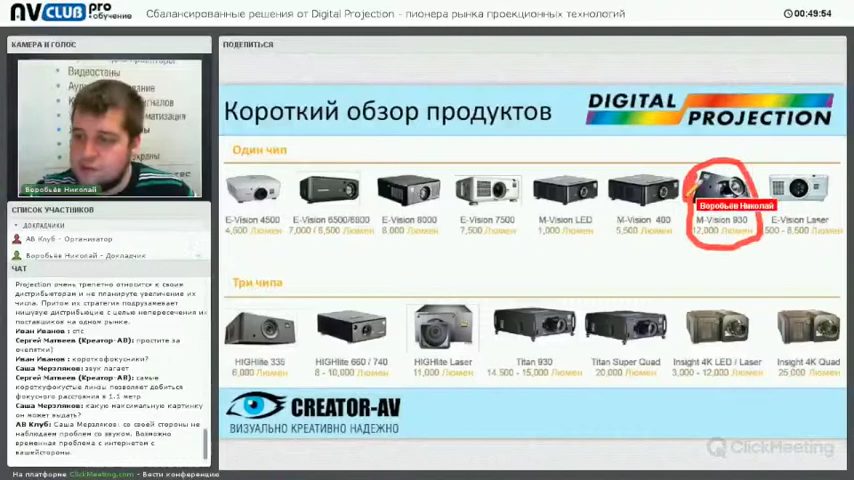 AV CLUB pro обучение
Сбалансированные решения от Digital Projection - пионера рынка проекционных технологий
00:49:54
КАМЕРА И ГОЛОС
Видеостены
Воробьёв Николай
СПИСОК УЧАСТНИКОВ
ДОКЛАДЧИКИ
АВ Клуб - Организатор
Воробьёв Николай - Докладчик
ЧАТ
Projection очень трепетно относится к своим
дистрибьюторам и не планируте увеличение их
числа. Приток их стратегия подрузамевает
нишувую дистрибьюцию с целью непересечения их
поставщиков на одном рынке.
Иван Иванов : спс
Сергей Матвеев (Креатор-АВ): простите за
очепятки)
Иван Иванов : короткофокусники?
Саша Мерзляков: звук лагает
Сергей Матвеев (Креатор-АВ): самые
короткуфокустые линзы позволяет добиться
фокусного расстояния в 1.1 метр
Саша Мерзляков: какую максимальную картинку
он может выдать?
АВ Клуб: Саша Мерзляков: со своей стороны не
наблюдаем проблем со звуком. Возможно
временная проблема с интернетом с
вашейстороны.
На платформе ClickMeeting.com - Вести конференцию
ПОДЕЛИТЬСЯ
Короткий обзор продуктов
DIGITAL PROJECTION
Один чип
E-Vision 4500
4,500 Люмен
E-Vision 6500/6800
7,000 / 6,500 Люмен
E-Vision 8000
8,000 Люмен
E-Vision 7500
7,500 Люмен
M-Vision LED
1,000 Люмен
M-Vision 400
5,500 Люмен
Воробьёв Николай
M-Vision 930
12,000 Люмен
E-Vision Laser
500 - 8,500 Люмен
Три чипа
HIGHlite 335
6,000 Люмен
HIGHlite 660 / 740
8 - 10,000 Люмен
HIGHlite Laser
11,000 Люмен
Titan 930
14.500 - 15,000 Люмен
Titan Super Quad
20,000 Люмен
Insight 4K LED / Laser
3,000 - 12,000 Люмен
Insight 4K Quad
25,000 Люмен
CREATOR-AV
ВИЗУАЛЬНО КРЕАТИВНО НАДЕЖНО
ClickMeeting